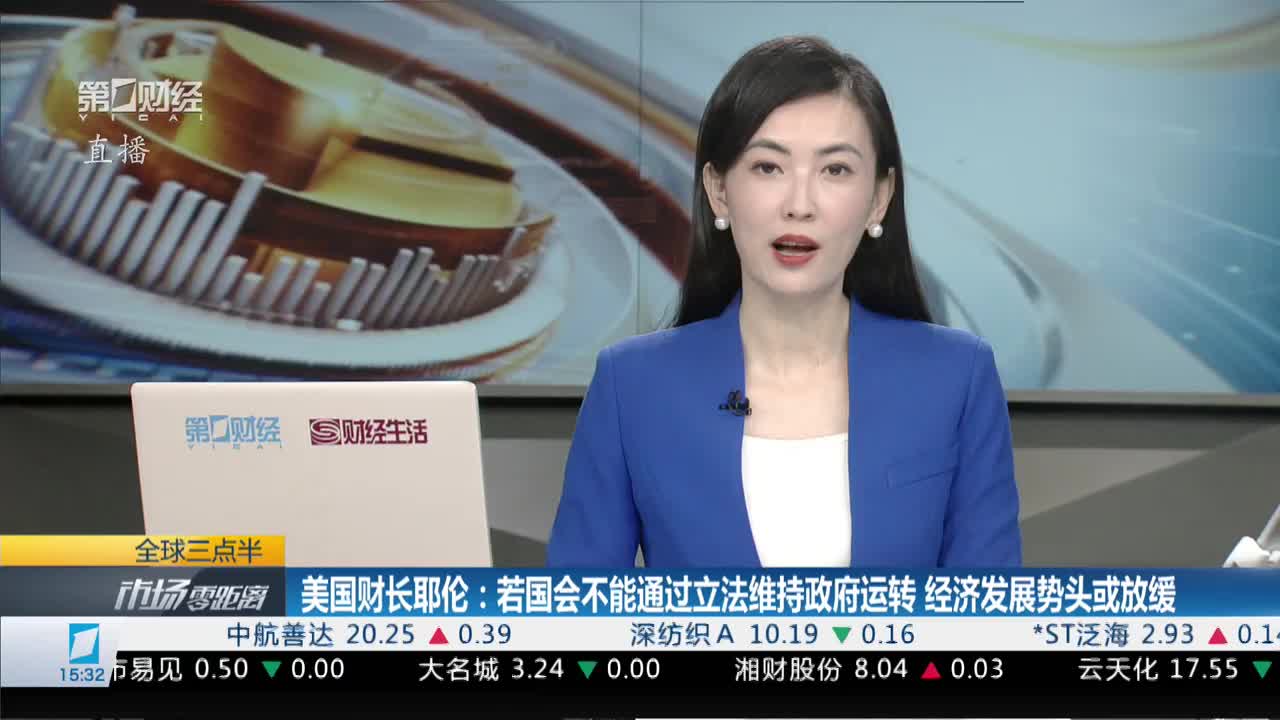 第一财经
YICAI
直播
第一财经
YICAI
财经生活
全球三点半
市场零距离
美国财长耶伦：若国会不能通过立法维持政府运转 经济发展势头或放缓
中航善达 20.25 ▲ 0.39 深纺织A 10.19 ▼ 0.16 *ST泛海 2.93 ▲ 0.14
15:32
市易见 0.50 ▼ 0.00 大名城 3.24 ▼ 0.00 湘财股份 8.04 ▲ 0.03 云天化 17.55 ▼